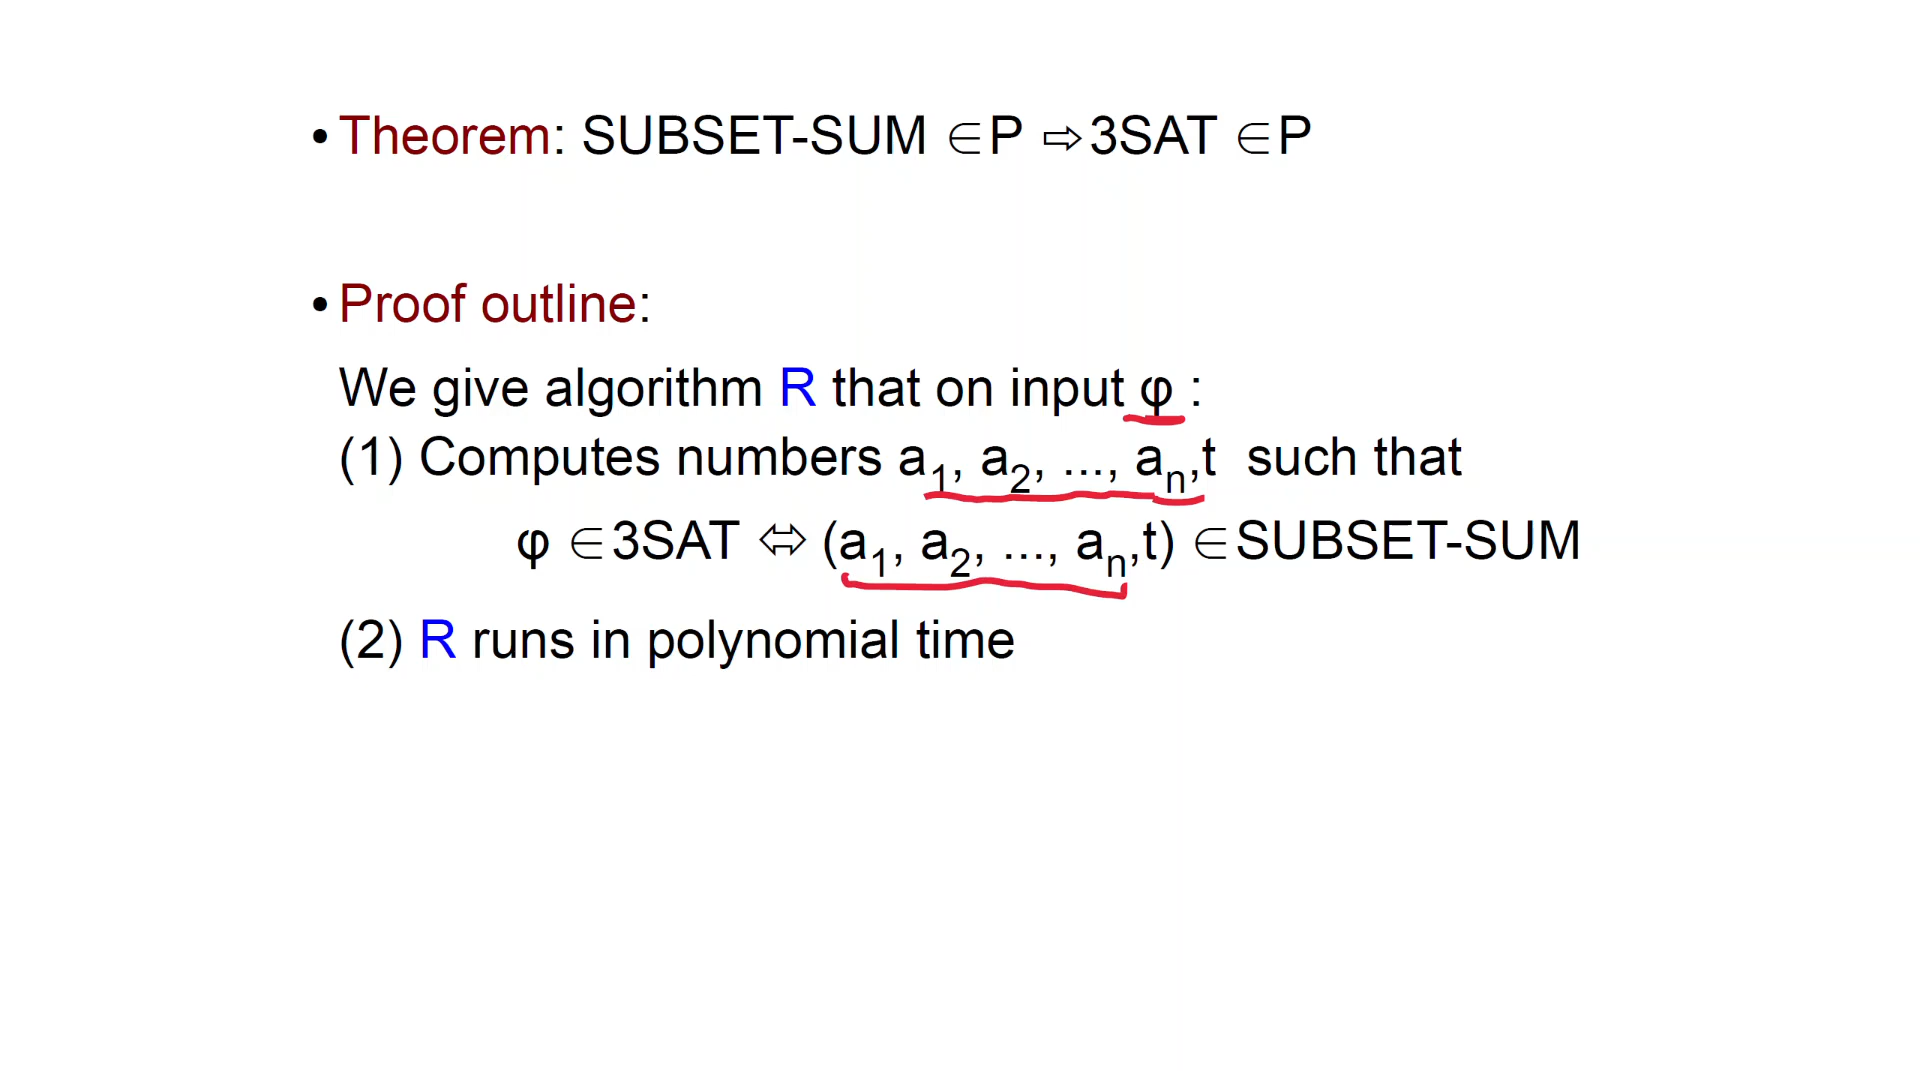 • Theorem: SUBSET-SUM ∈ P ⇨ 3SAT ∈ P
• Proof outline:
We give algorithm R that on input φ :
(1) Computes numbers a₁, a₂, ..., aₙ,t such that
φ ∈ 3SAT ⬄ (a₁, a₂, ..., aₙ,t) ∈ SUBSET-SUM
(2) R runs in polynomial time